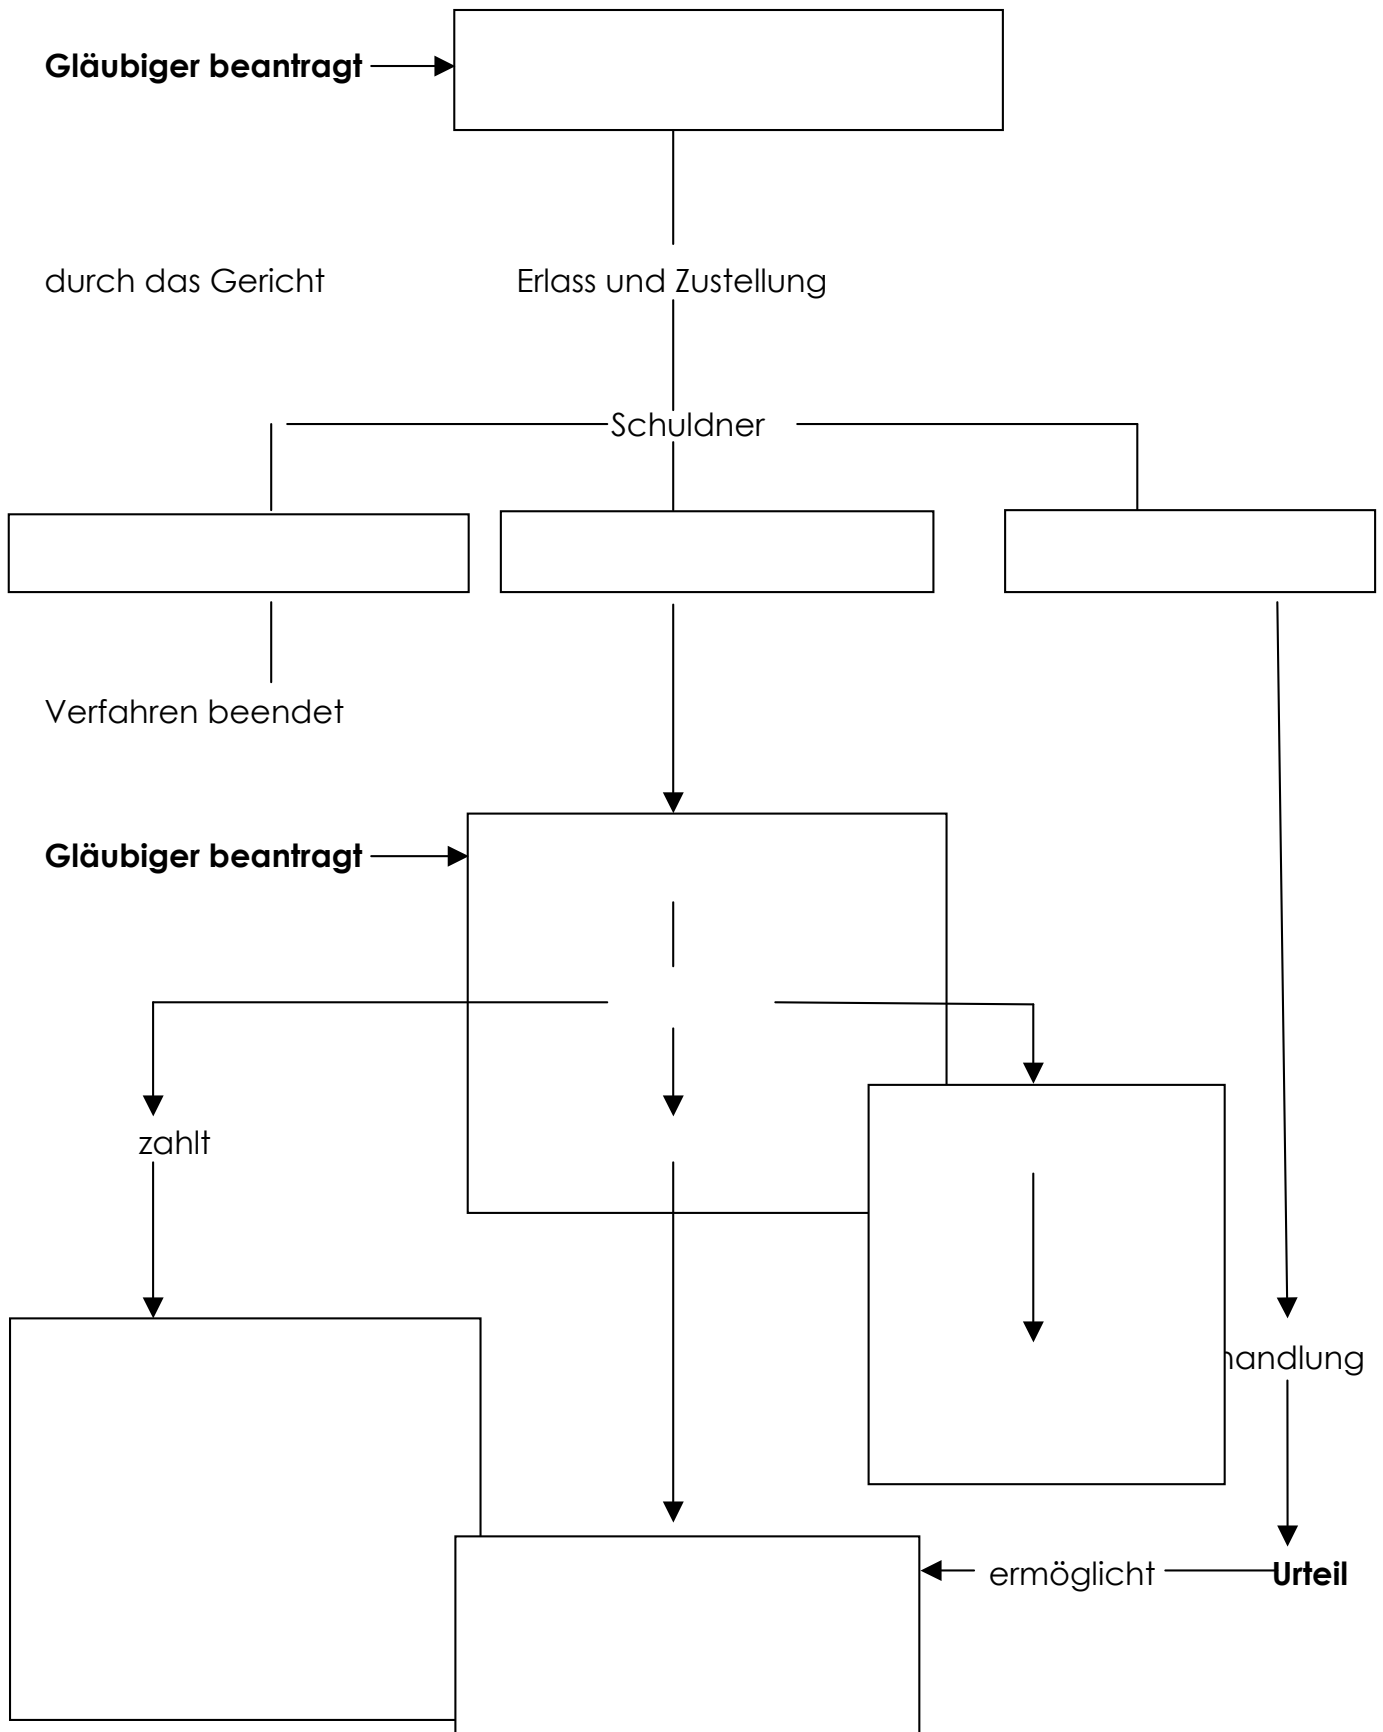 Gläubiger beantragt
durch das Gericht
Erlass und Zustellung
Schuldner
Verfahren beendet
Gläubiger beantragt
zahlt
handlung
ermöglicht
Urteil